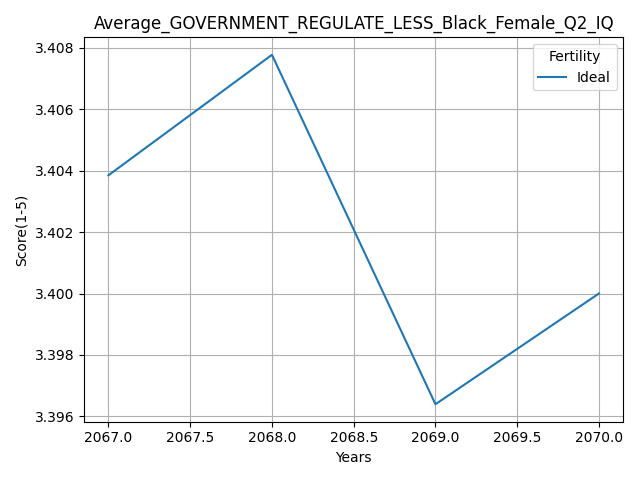 Average_GOVERNMENT_REGULATE_LESS_Black_Female_Q2_IQ
Fertility
Ideal
3.408
3.406
3.404
3.402
3.400
3.398
3.396
Score(1-5)
2067.0 2067.5 2068.0 2068.5 2069.0 2069.5 2070.0
Years